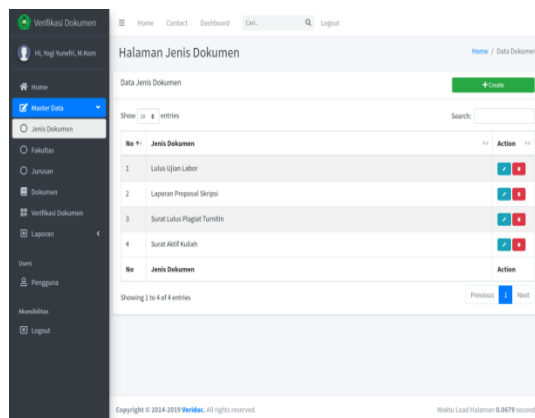 Verifikasi Dokumen
Home Contact Dashboard Cari.. Logout
Hi, Yogi Yunefri, M.Kom
Halaman Jenis Dokumen
Home / Data Dokumen
Home
Master Data
Jenis Dokumen
Fakultas
Jurusan
Dokumen
Verifikasi Dokumen
Laporan
Users
Pengguna
Aksesibilitas
Logout
Data Jenis Dokumen
Create
Show 10 entries
Search:
No Jenis Dokumen Action
1 Lulus Ujian Labor
2 Laporan Proposal Skripsi
3 Surat Lulus Plagiat Turnitin
4 Surat Aktif Kuliah
No Jenis Dokumen Action
Showing 1 to 4 of 4 entries
Previous 1 Next
Copyright © 2014-2019 Veridoc. All rights reserved.
Waktu Load Halaman 0.0679 second